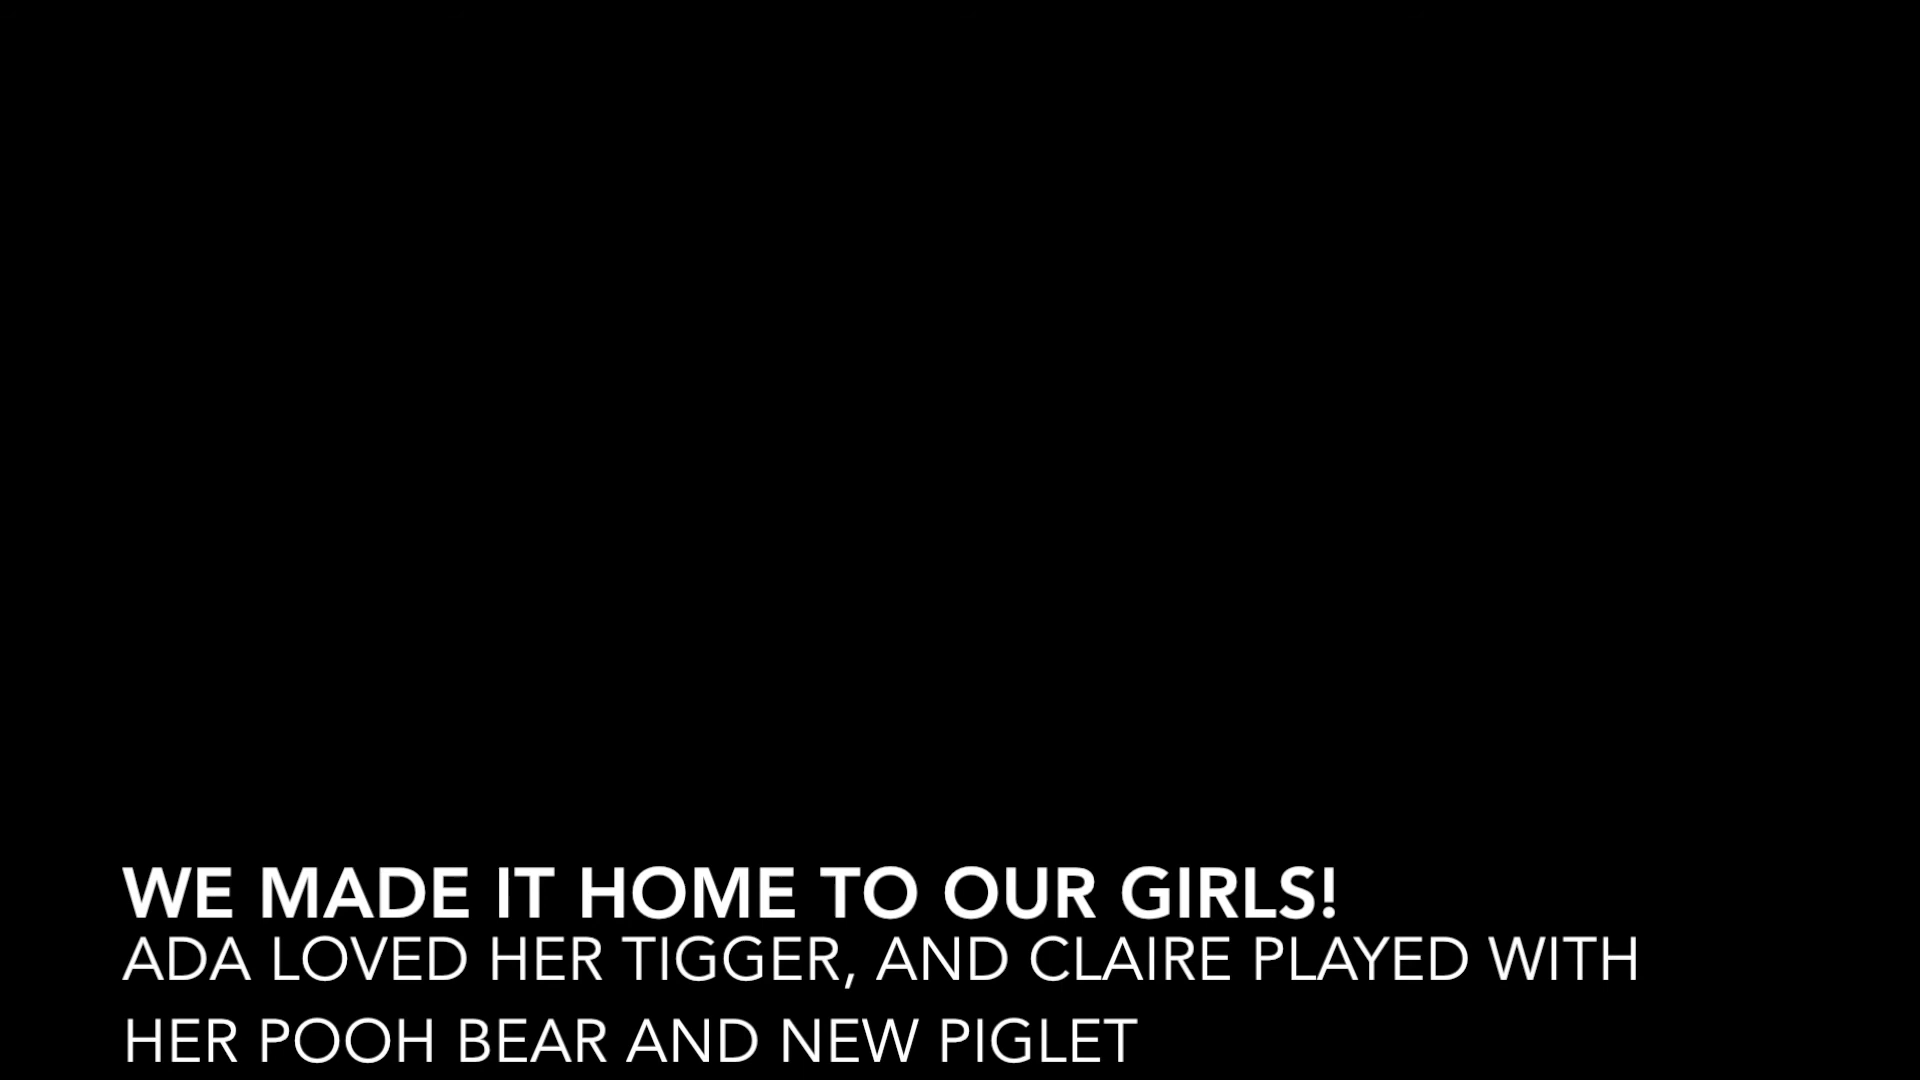 WE MADE IT HOME TO OUR GIRLS!
ADA LOVED HER TIGGER, AND CLAIRE PLAYED WITH
HER POOH BEAR AND NEW PIGLET